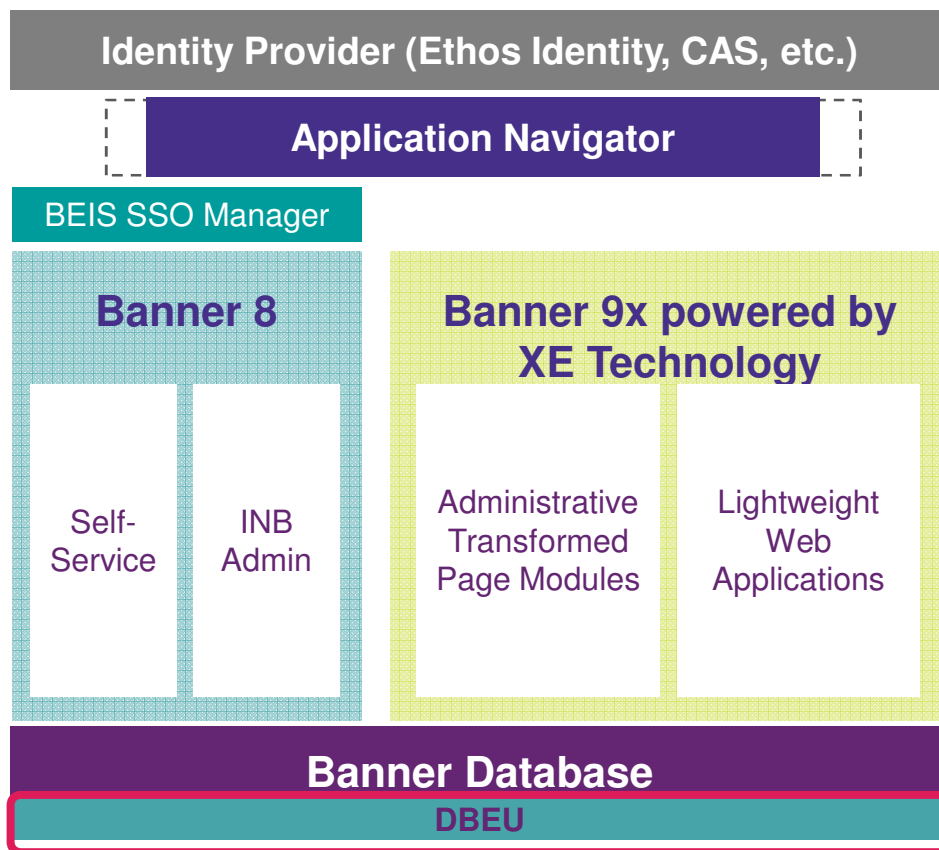 Identity Provider (Ethos Identity, CAS, etc.)
Application Navigator
BEIS SSO Manager
Banner 8
Self-
Service
INB
Admin
Banner 9x powered by
XE Technology
Administrative
Transformed
Page Modules
Lightweight
Web
Applications
Banner Database
DBEU